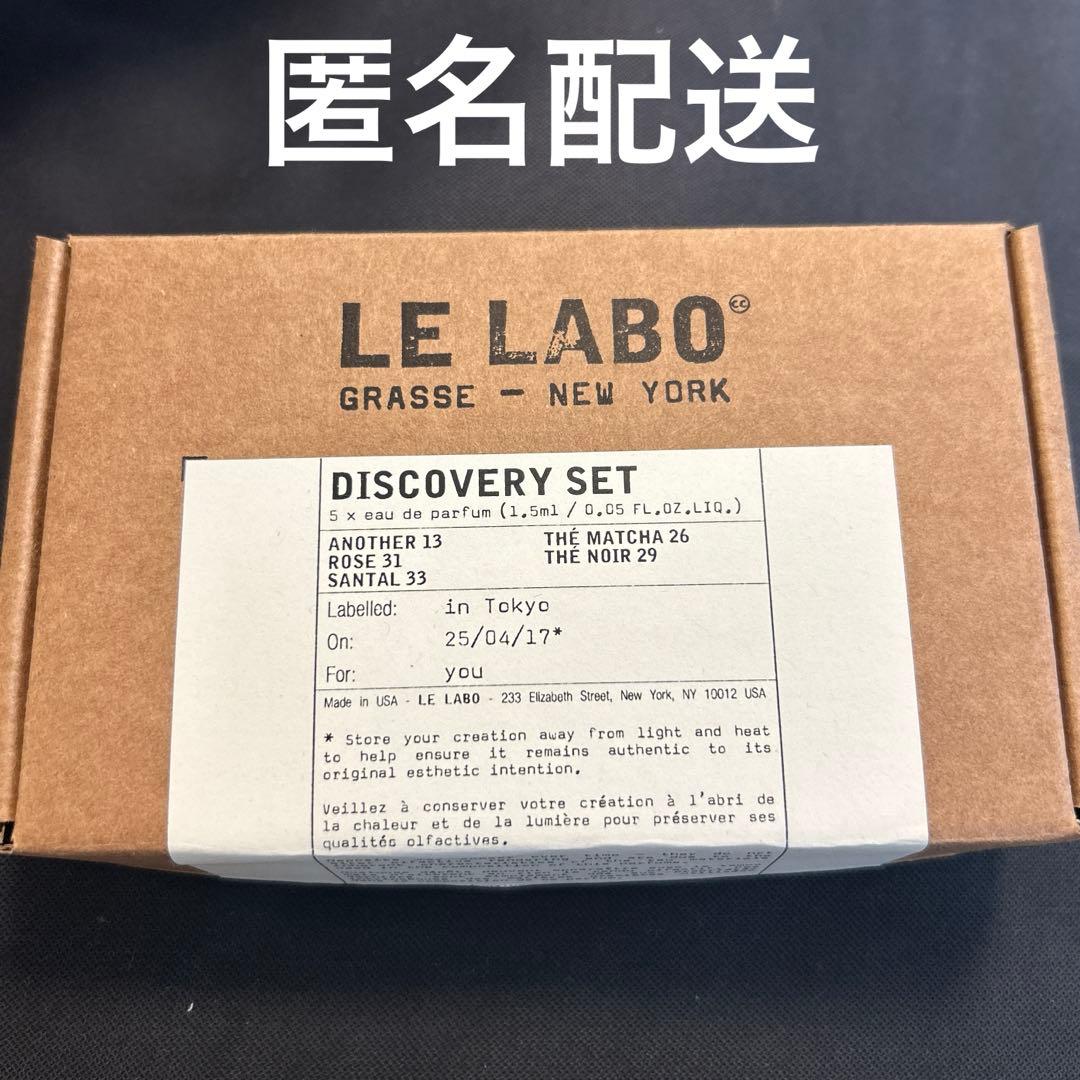 匿名配送
LE LABO
GRASSE - NEW YORK
DISCOVERY SET
5 x eau de parfum (1.5ml / 0.05 FL.OZ.LIQ.)
ANOTHER 13
ROSE 31
SANTAL 33
THÉ MATCHA 26
THÉ NOIR 29
Labelled: in Tokyo
On: 25/04/17*
For: you
Made in USA - LE LABO - 233 Elizabeth Street, New York, NY 10012 USA
* Store your creation away from light and heat
to help ensure it remains authentic to its
original esthetic intention.
Veillez à conserver votre création à l'abri de
la chaleur et de la lumière pour préserver ses
qualités olfactives.